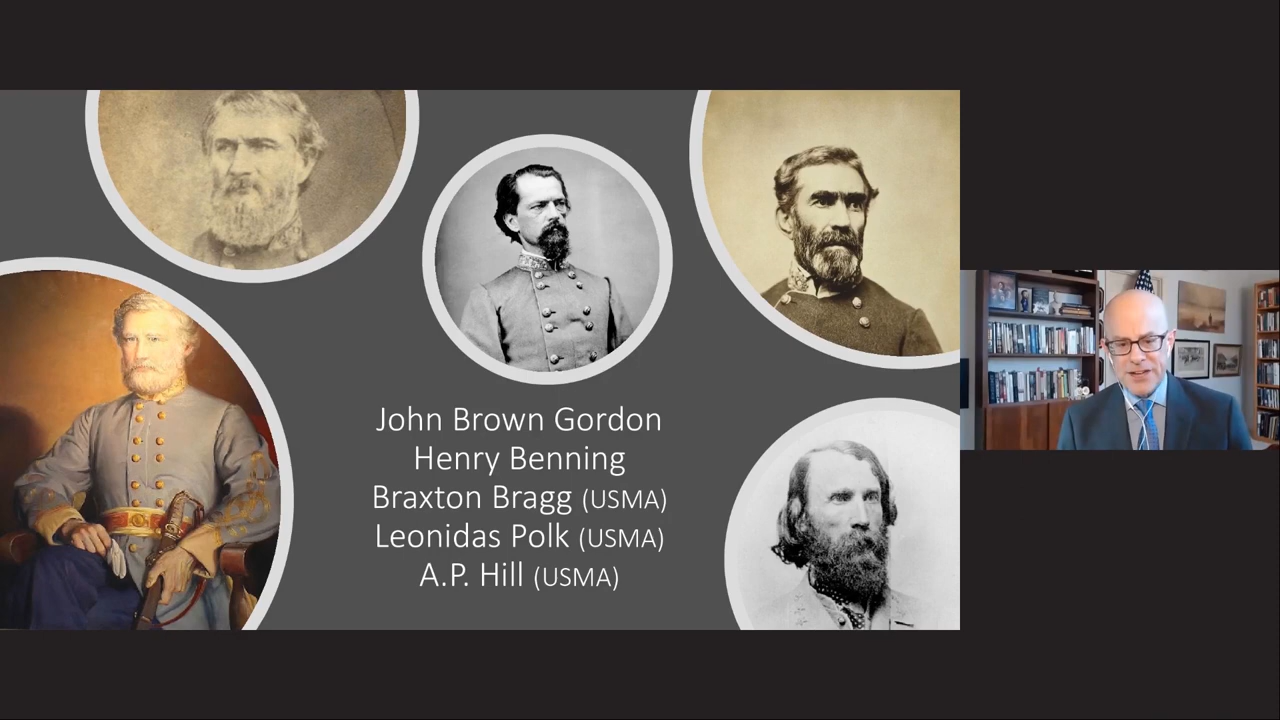 John Brown Gordon
Henry Benning
Braxton Bragg (USMA)
Leonidas Polk (USMA)
A.P. Hill (USMA)